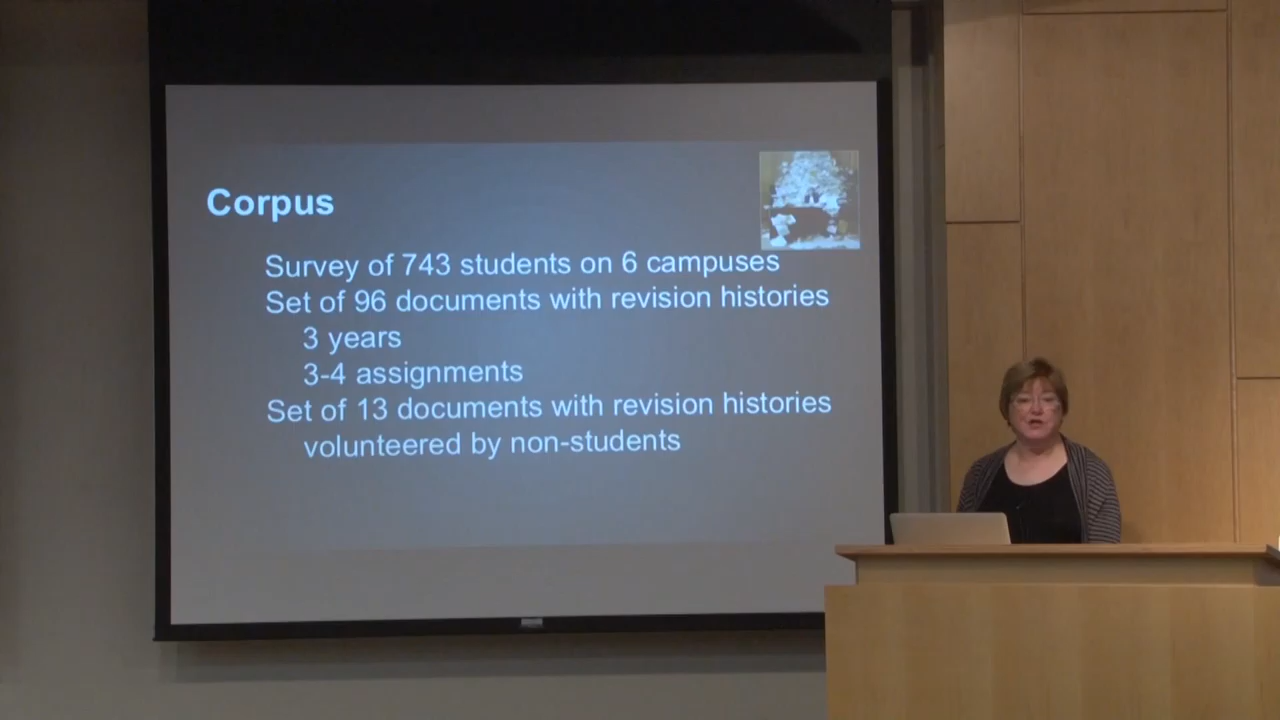 Corpus
Survey of 743 students on 6 campuses
Set of 96 documents with revision histories
3 years
3-4 assignments
Set of 13 documents with revision histories
volunteered by non-students